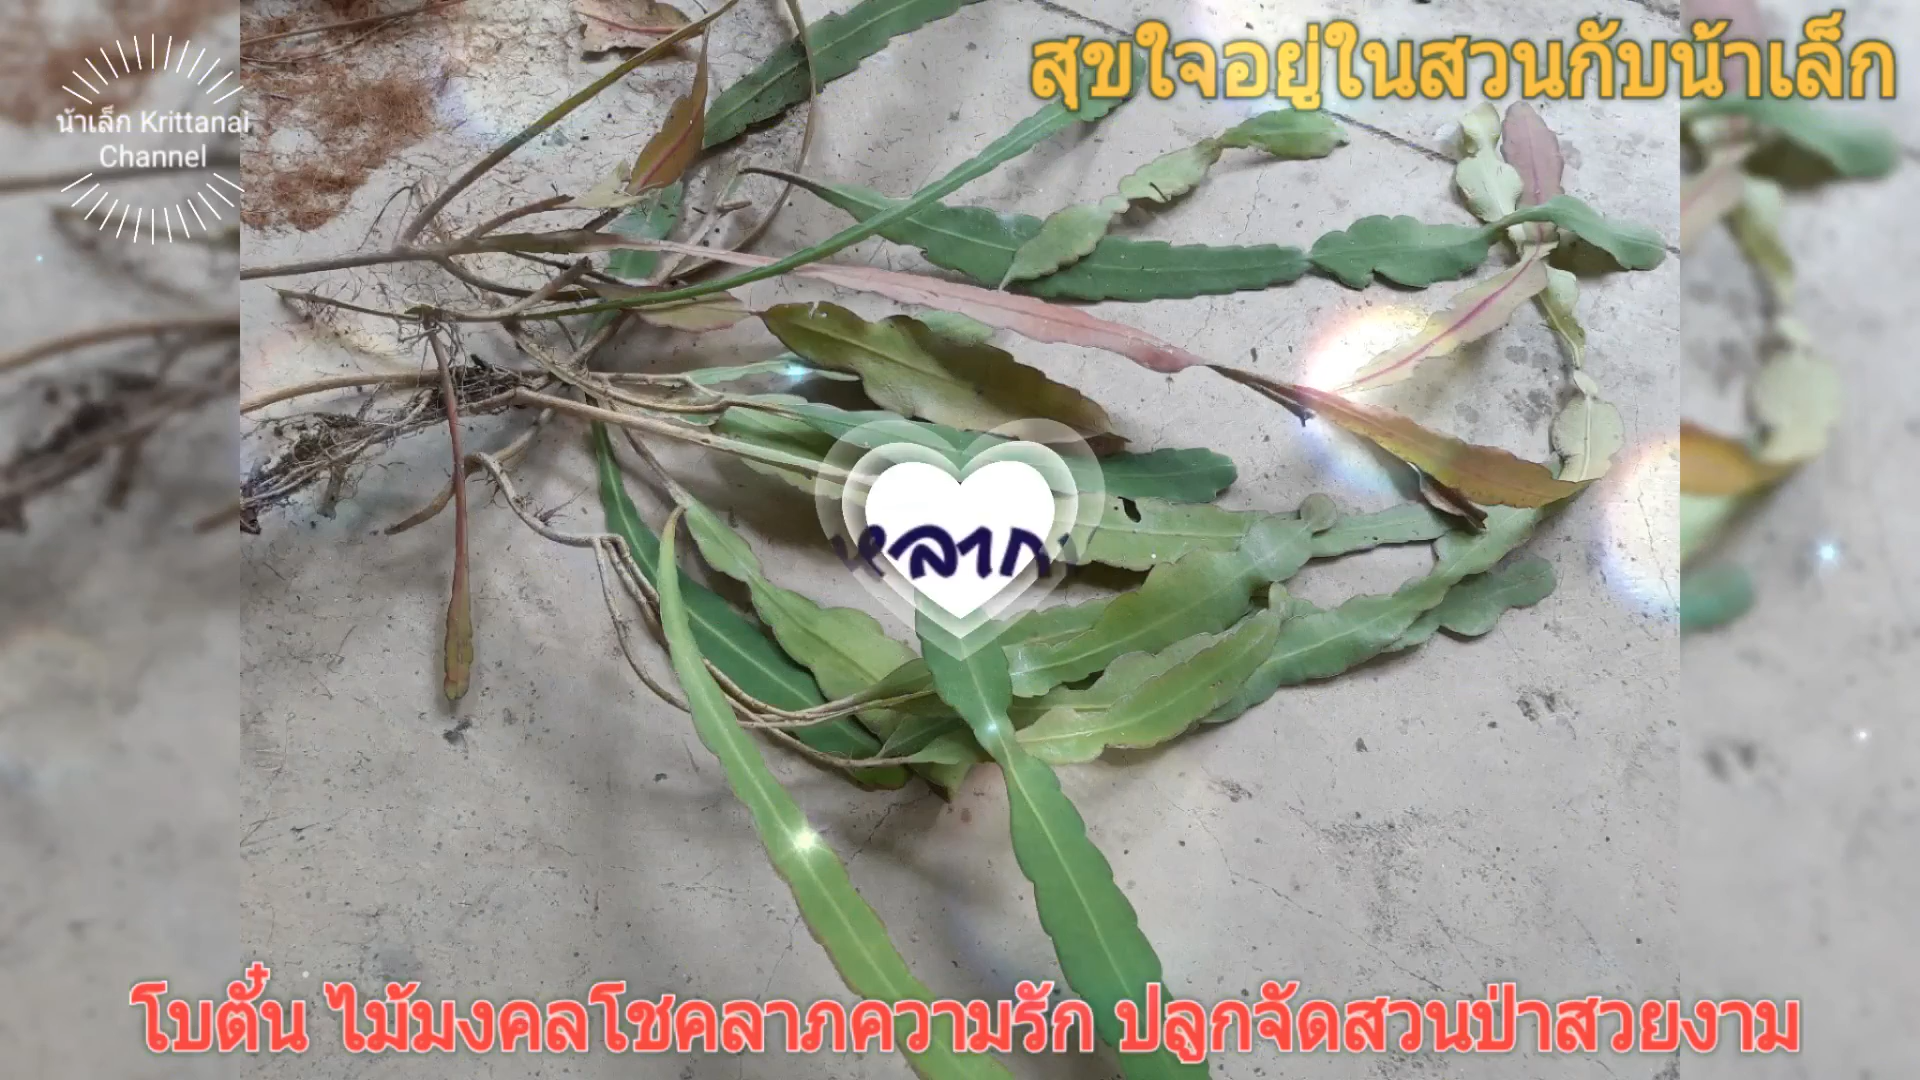 สุขใจอยู่ในสวนกับน้าเล็ก
น้าเล็ก Krittanai
Channel
หลาก
โบตั๋น ไม้มงคลโชคลาภความรัก ปลูกจัดสวนป่าสวยงาม